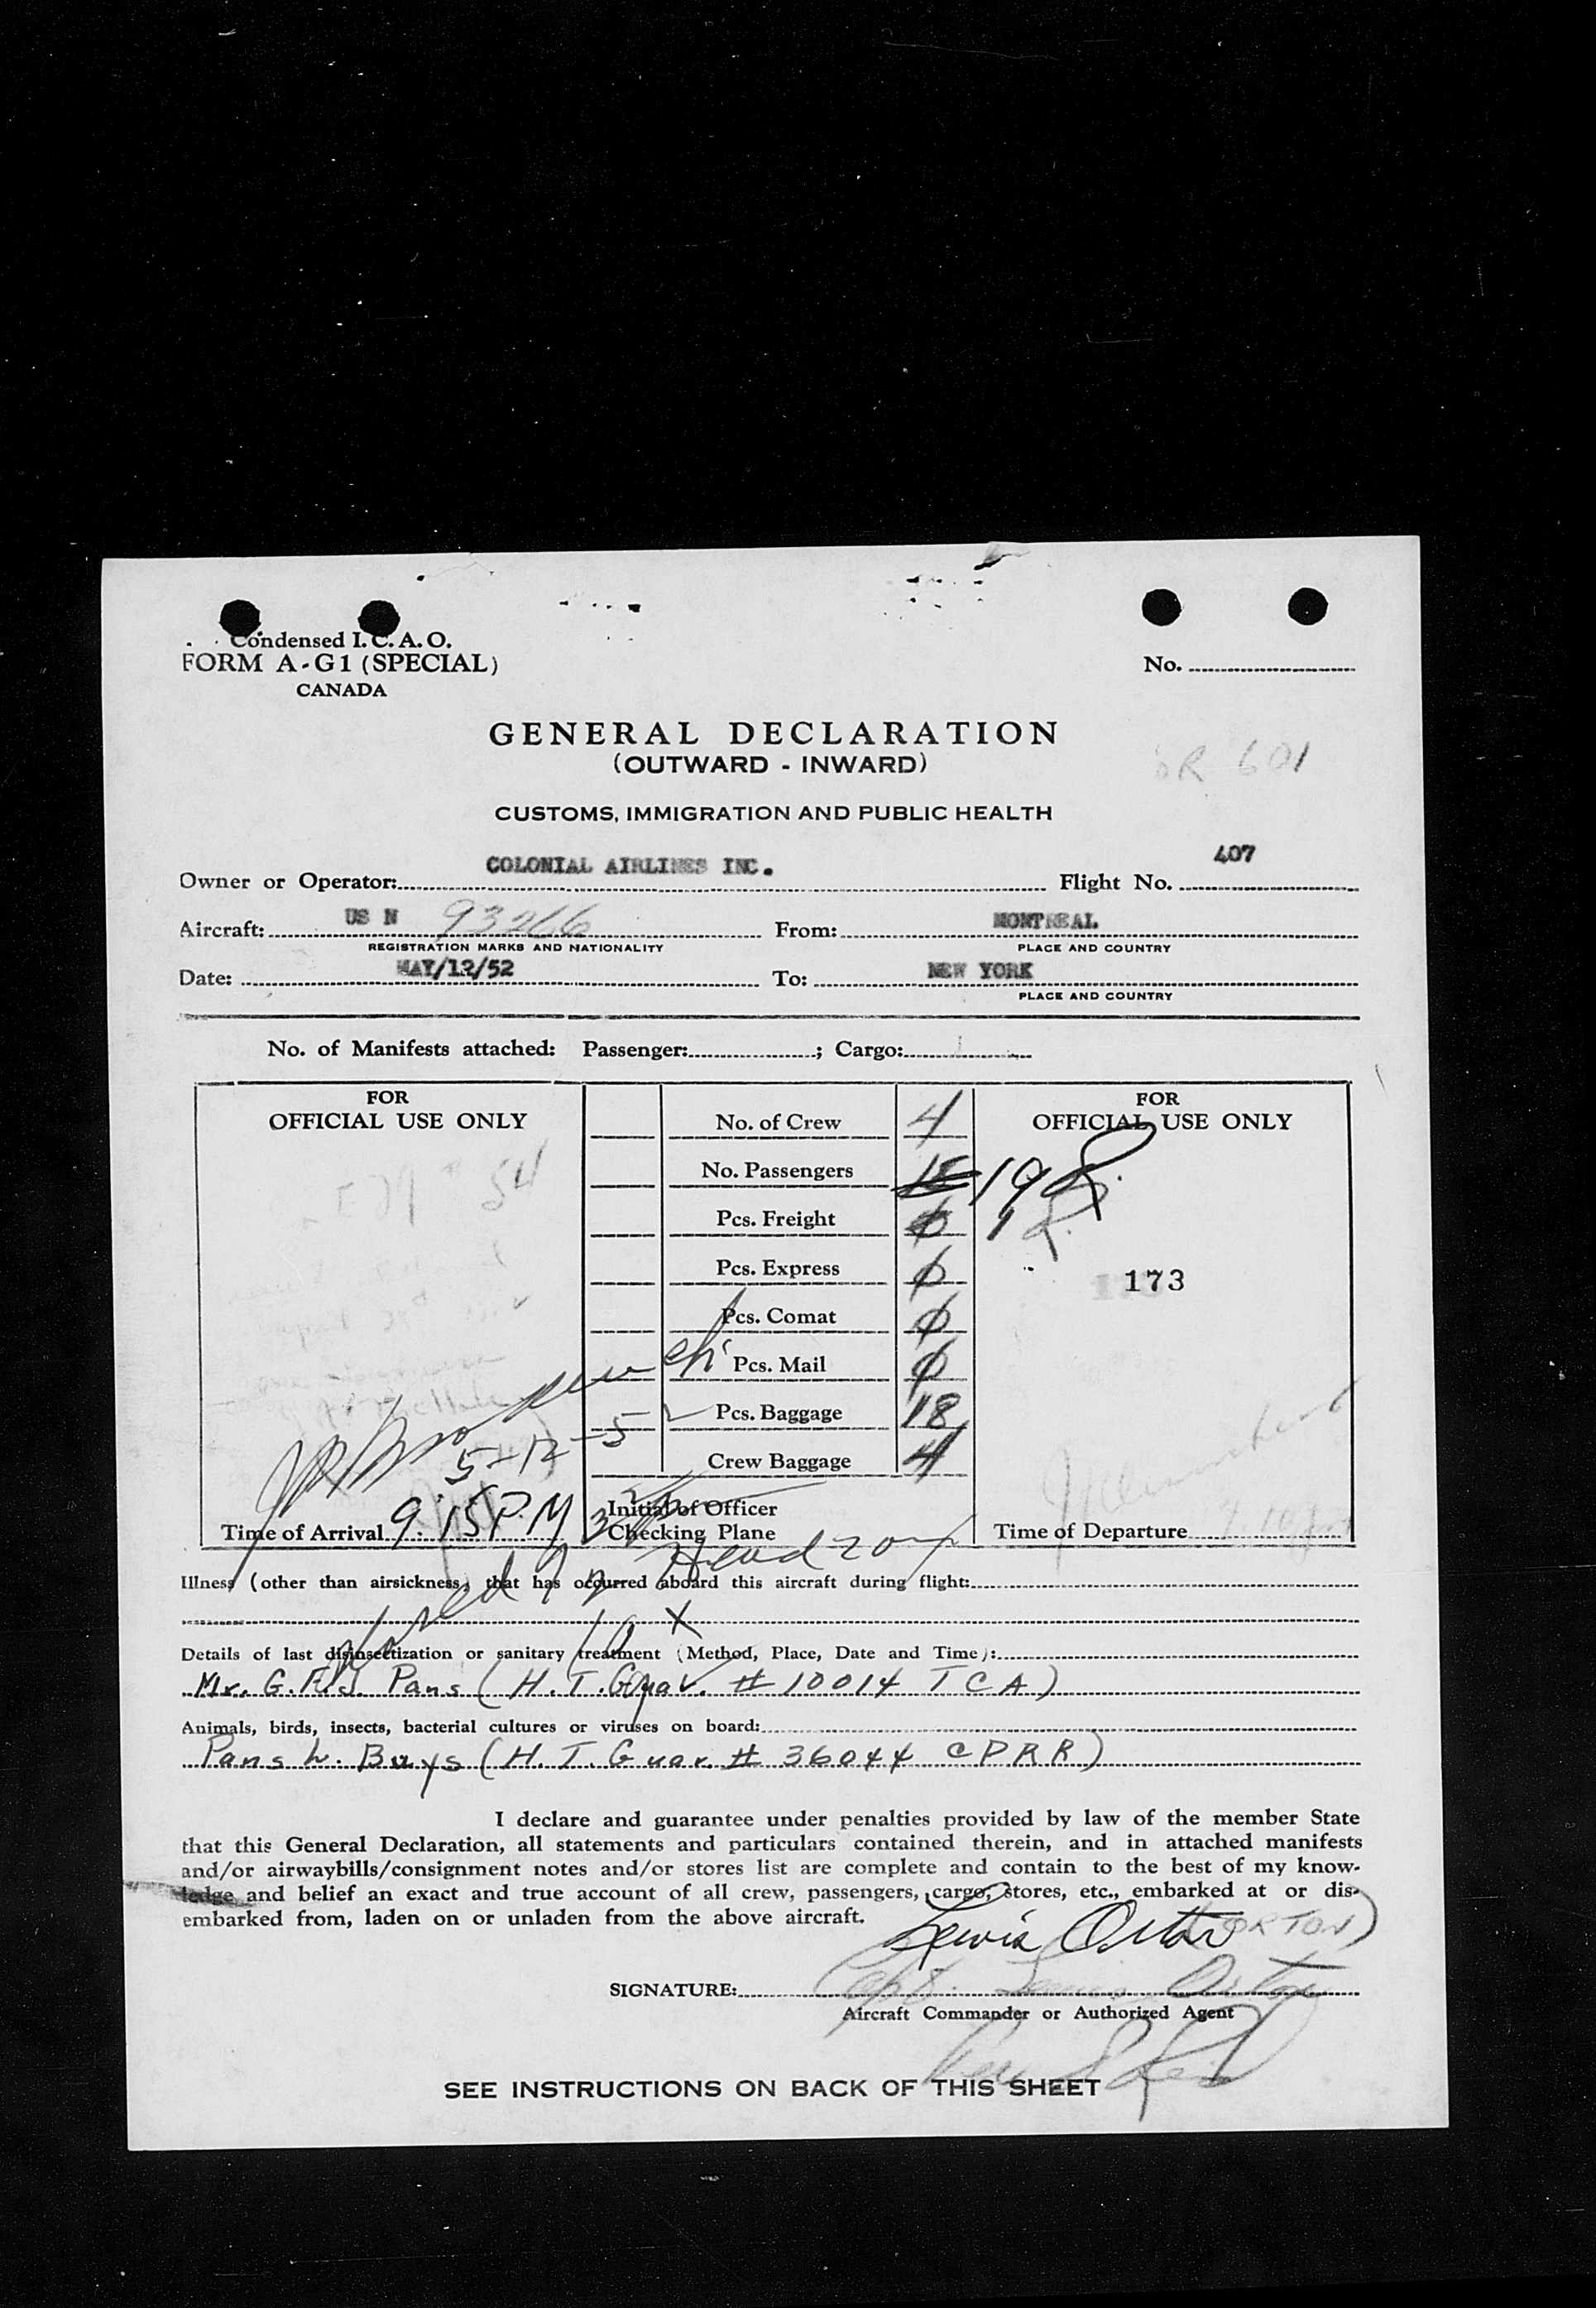 Condensed I.C.A.O.
FORM A-G1 (SPECIAL)
CANADA
No.
GENERAL DECLARATION
(OUTWARD - INWARD)
601
CUSTOMS, IMMIGRATION AND PUBLIC HEALTH
Owner or Operator: COLONIAL AIRLINES INC. Flight No. 407
Aircraft: US N 93266 From: MONTREAL
REGISTRATION MARKS AND NATIONALITY PLACE AND COUNTRY
Date: MAY/12/52 To: NEW YORK
PLACE AND COUNTRY
No. of Manifests attached: Passenger: ; Cargo: 1
FOR OFFICIAL USE ONLY
FOR OFFICIAL USE ONLY
No. of Crew 4
No. Passengers 19
Pcs. Freight 1
Pcs. Express 0
173
Pcs. Comat 0
Pcs. Mail 0
Pcs. Baggage 18
5-12-52
Crew Baggage 4
Time of Arrival 9:15 P.M
Initial of Officer
Checking Plane
Time of Departure
Illness (other than airsickness) that has occurred aboard this aircraft during flight:
Details of last disinsectization or sanitary treatment (Method, Place, Date and Time):
Mr. G. Pans (H. T. Guar. # 10014 TCA)
Animals, birds, insects, bacterial cultures or viruses on board:
Pans L. Buys (H. T. Guar. # 36044 CPRR)
I declare and guarantee under penalties provided by law of the member State
that this General Declaration, all statements and particulars contained therein, and in attached manifests
and/or airwaybills/consignment notes and/or stores list are complete and contain to the best of my know-
ledge and belief an exact and true account of all crew, passengers, cargo, stores, etc., embarked at or dis-
embarked from, laden on or unladen from the above aircraft.
Lewis Orton (ORTON)
SIGNATURE: Capt. Lewis Orton
Aircraft Commander or Authorized Agent
SEE INSTRUCTIONS ON BACK OF THIS SHEET